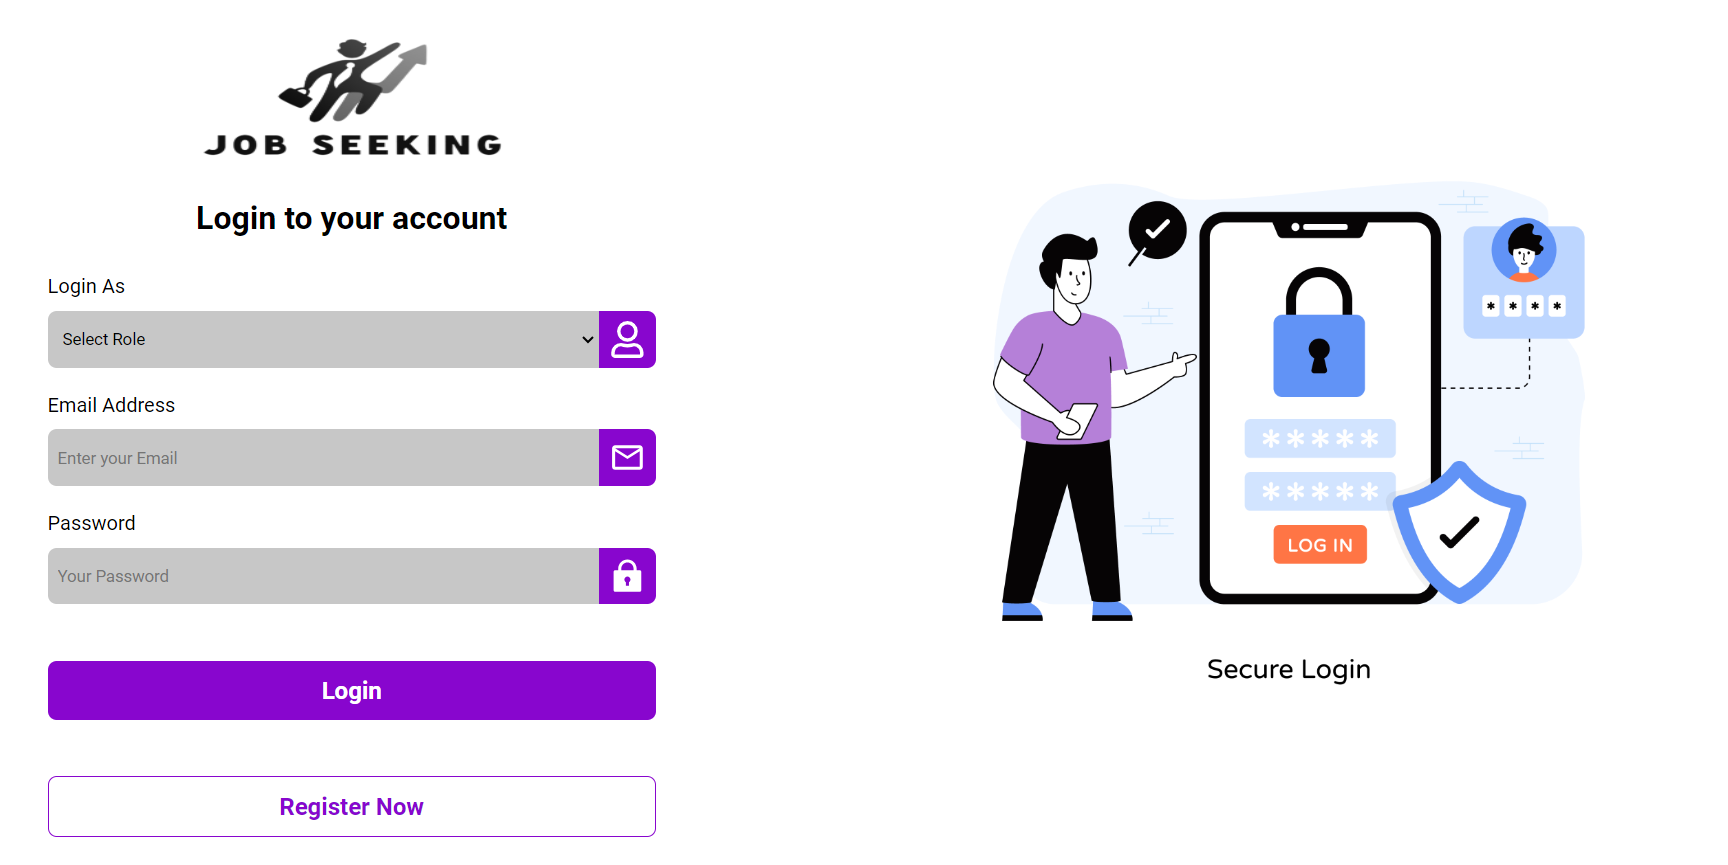 JOB SEEKING
Login to your account
Login As
Select Role
Email Address
Enter your Email
Password
Your Password
Login
Register Now
* * * *
* * * * *
* * * * *
LOG IN
Secure Login